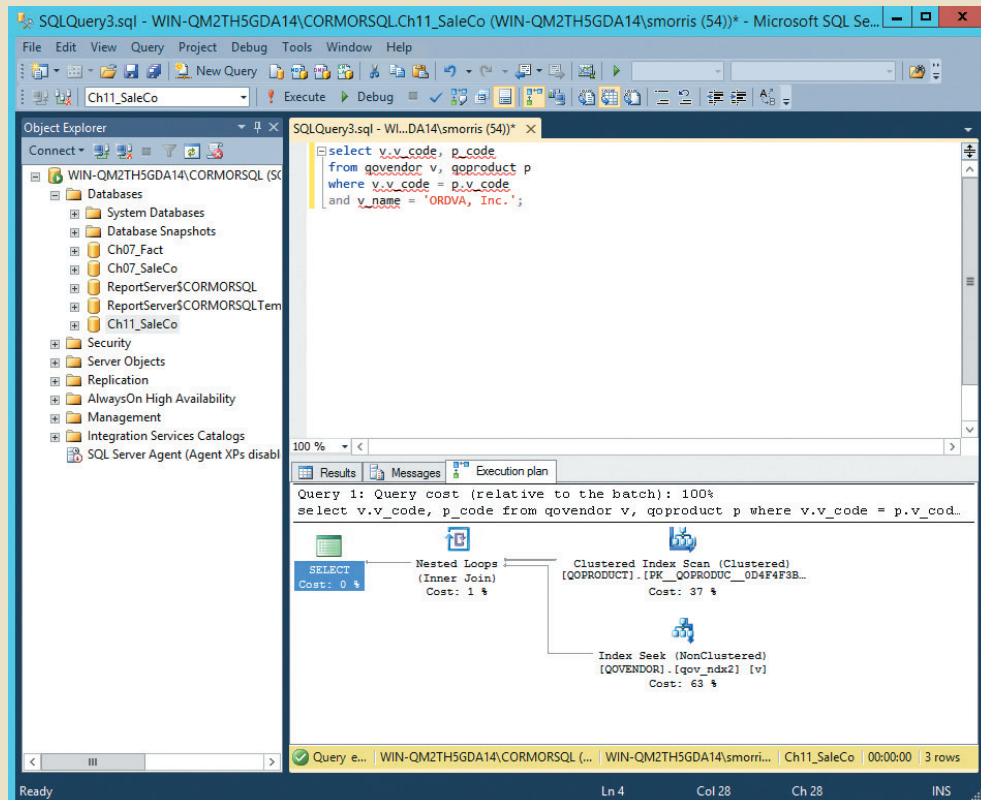 SQLQuery3.sql - WIN-QM2TH5GDA14\CORMORSQL.Ch11_SaleCo (WIN-QM2TH5GDA14\smorris (54))* - Microsoft SQL Se...
File Edit View Query Project Debug Tools Window Help
New Query
Ch11_SaleCo
Execute
Debug
Object Explorer
Connect
WIN-QM2TH5GDA14\CORMORSQL (SC
Databases
System Databases
Database Snapshots
Ch07_Fact
Ch07_SaleCo
ReportServer$CORMORSQL
ReportServer$CORMORSQLTem
Ch11_SaleCo
Security
Server Objects
Replication
AlwaysOn High Availability
Management
Integration Services Catalogs
SQL Server Agent (Agent XPs disabl
SQLQuery3.sql - WI...DA14\smorris (54))*
select v.v_code, p_code
from qovendor v, qoproduct p
where v.v_code = p.v_code
and v_name = 'ORDVA, Inc.';
100 %
Results
Messages
Execution plan
Query 1: Query cost (relative to the batch): 100%
select v.v_code, p_code from qovendor v, qoproduct p where v.v_code = p.v_cod...
SELECT
Cost: 0 %
Nested Loops
(Inner Join)
Cost: 1 %
Clustered Index Scan (Clustered)
[QOPRODUCT].[PK__QOPRODUC__0D4F4F3B...
Cost: 37 %
Index Seek (NonClustered)
[QOVENDOR].[qov_ndx2] [v]
Cost: 63 %
Query e...
WIN-QM2TH5GDA14\CORMORSQL (...
WIN-QM2TH5GDA14\smorri...
Ch11_SaleCo
00:00:00
3 rows
Ready
Ln 4
Col 28
Ch 28
INS